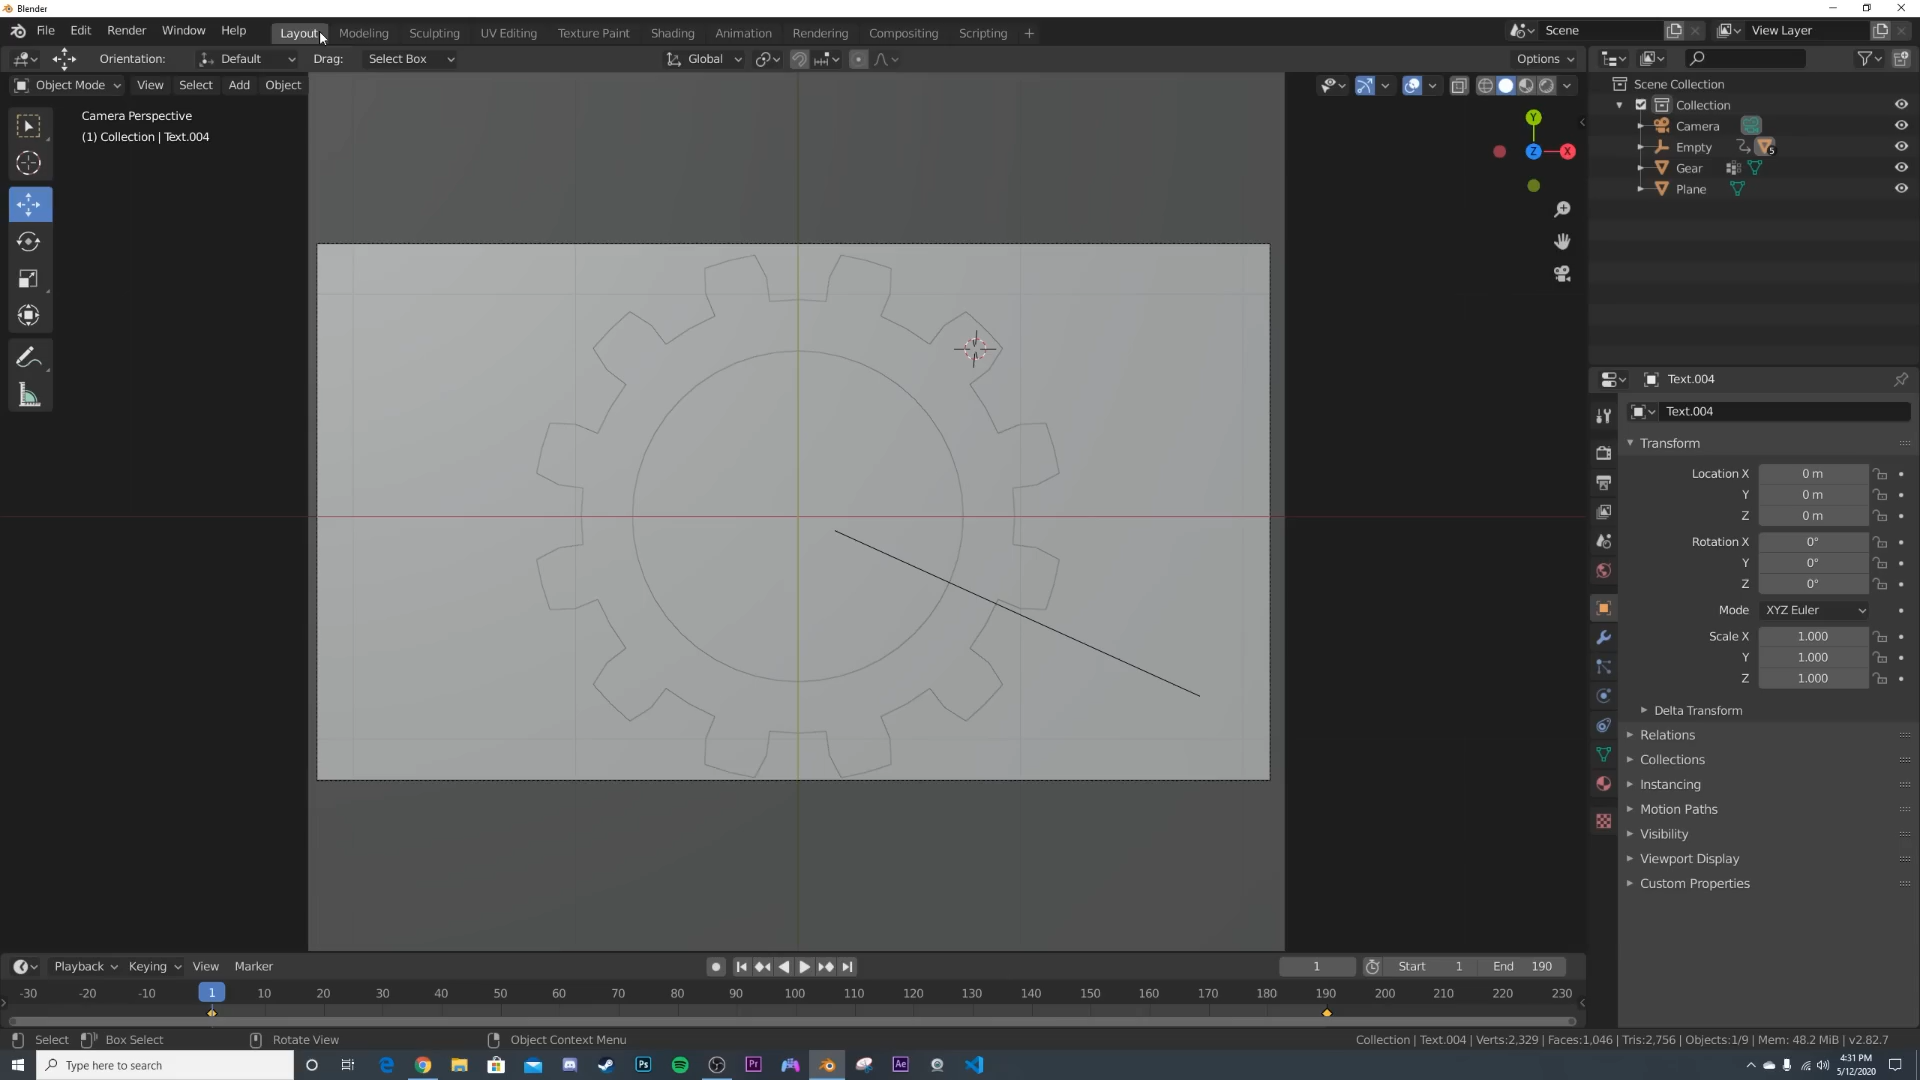 Blender
File Edit Render Window Help Layout Modeling Sculpting UV Editing Texture Paint Shading Animation Rendering Compositing Scripting + Scene View Layer
Orientation: Default Drag: Select Box Global Options
Object Mode View Select Add Object
Camera Perspective
(1) Collection | Text.004
Y
Z X
Scene Collection
Collection
Camera
Empty 5
Gear
Plane
Text.004
Text.004
Transform
Location X 0 m
Y 0 m
Z 0 m
Rotation X 0°
Y 0°
Z 0°
Mode XYZ Euler
Scale X 1.000
Y 1.000
Z 1.000
Delta Transform
Relations
Collections
Instancing
Motion Paths
Visibility
Viewport Display
Custom Properties
Playback Keying View Marker 1 Start 1 End 190
-30 -20 -10 1 10 20 30 40 50 60 70 80 90 100 110 120 130 140 150 160 170 180 190 200 210 220 230
Select Box Select Rotate View Object Context Menu Collection | Text.004 | Verts:2,329 | Faces:1,046 | Tris:2,756 | Objects:1/9 | Mem: 48.2 MiB | v2.82.7
Type here to search Ps Pr Ae 4:31 PM
5/12/2020